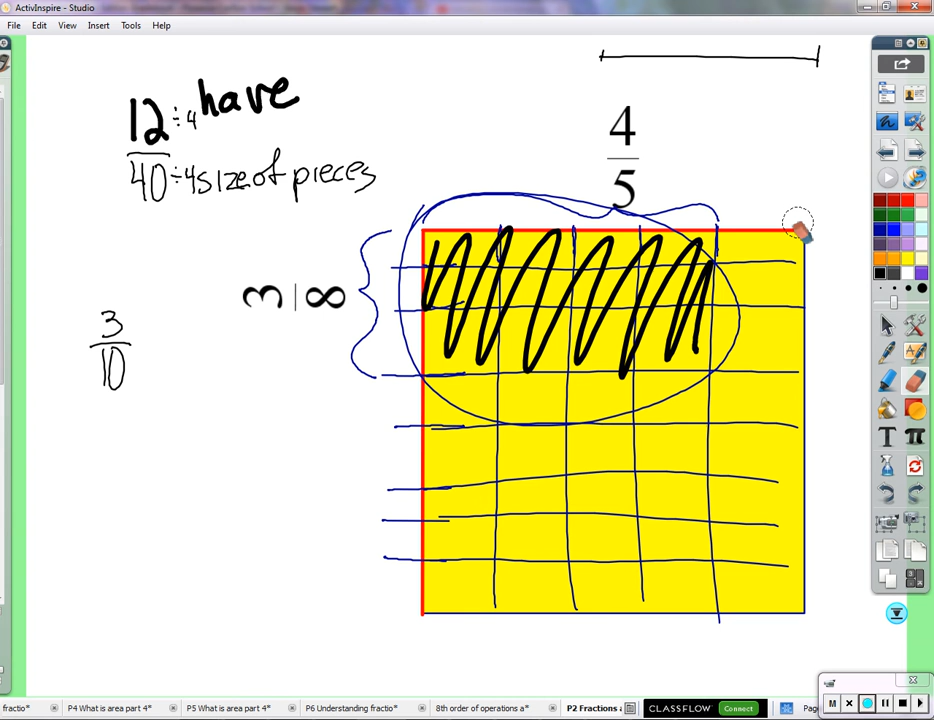 ActivInspire - Studio
File Edit View Insert Tools Help
12 ÷4 have
40 ÷4 size of pieces
4
5
3
8
3
10
T π
fractio* P4 What is area part 4* P5 What is area part 4* P6 Understanding fractio* 8th order of operations a* P2 Fractions a CLASSFLOW Connect Pag
M